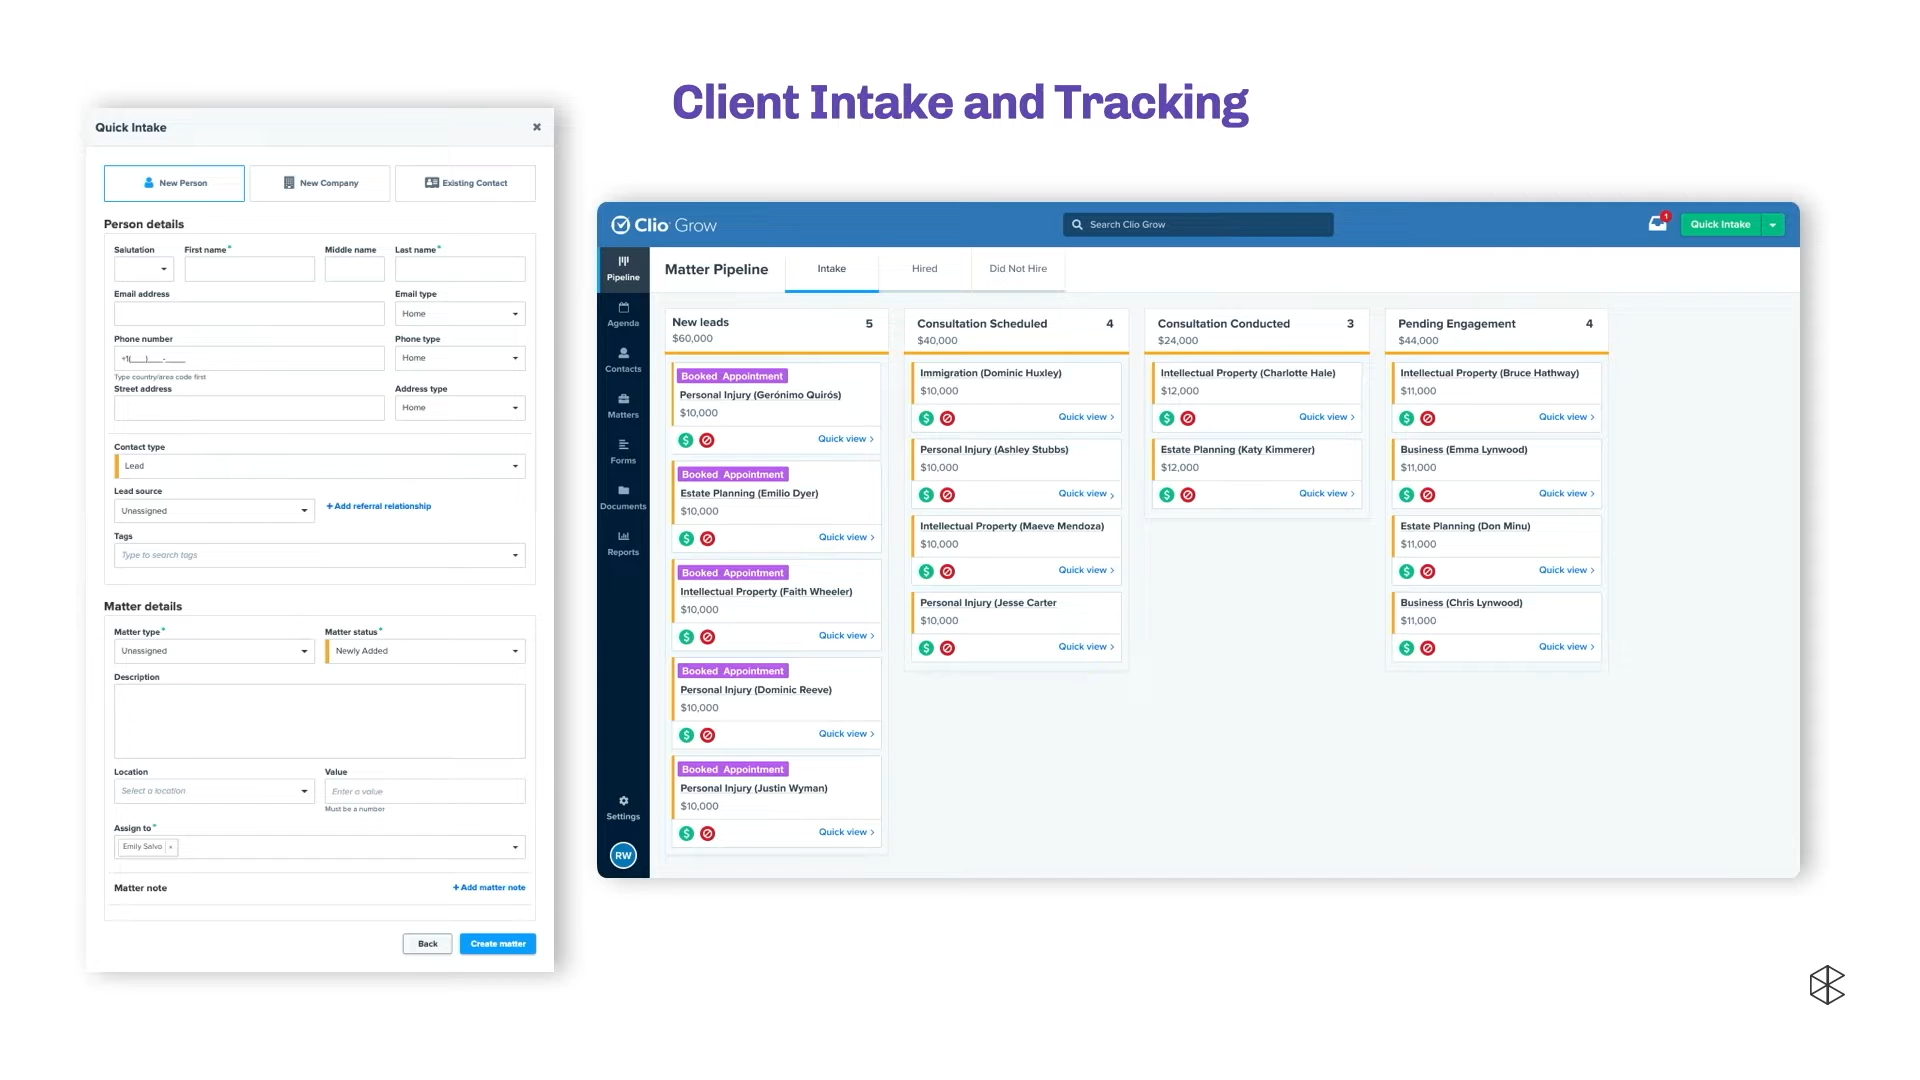 Client Intake and Tracking
Quick Intake
New Person
New Company
Existing Contact
Person details
Salutation
First name*
Middle name
Last name*
Email address
Email type
Home
Phone number
Phone type
+1(___)___-____
Home
Type country/area code first
Street address
Address type
Home
Contact type
Lead
Lead source
Unassigned
+ Add referral relationship
Tags
Type to search tags
Matter details
Matter type*
Matter status*
Unassigned
Newly Added
Description
Location
Value
Select a location
Enter a value
Must be a number
Assign to*
Emily Salvo ×
Matter note
+ Add matter note
Back
Create matter
Clio Grow
Search Clio Grow
1
Quick Intake
Pipeline
Agenda
Contacts
Matters
Forms
Documents
Reports
Settings
RW
Matter Pipeline
Intake
Hired
Did Not Hire
New leads 5
$60,000
Booked Appointment
Personal Injury (Gerónimo Quirós)
$10,000
Quick view >
Booked Appointment
Estate Planning (Emilio Dyer)
$10,000
Quick view >
Booked Appointment
Intellectual Property (Faith Wheeler)
$10,000
Quick view >
Booked Appointment
Personal Injury (Dominic Reeve)
$10,000
Quick view >
Booked Appointment
Personal Injury (Justin Wyman)
$10,000
Quick view >
Consultation Scheduled 4
$40,000
Immigration (Dominic Huxley)
$10,000
Quick view >
Personal Injury (Ashley Stubbs)
$10,000
Quick view >
Intellectual Property (Maeve Mendoza)
$10,000
Quick view >
Personal Injury (Jesse Carter
$10,000
Quick view >
Consultation Conducted 3
$24,000
Intellectual Property (Charlotte Hale)
$12,000
Quick view >
Estate Planning (Katy Kimmerer)
$12,000
Quick view >
Pending Engagement 4
$44,000
Intellectual Property (Bruce Hathway)
$11,000
Quick view >
Business (Emma Lynwood)
$11,000
Quick view >
Estate Planning (Don Minu)
$11,000
Quick view >
Business (Chris Lynwood)
$11,000
Quick view >